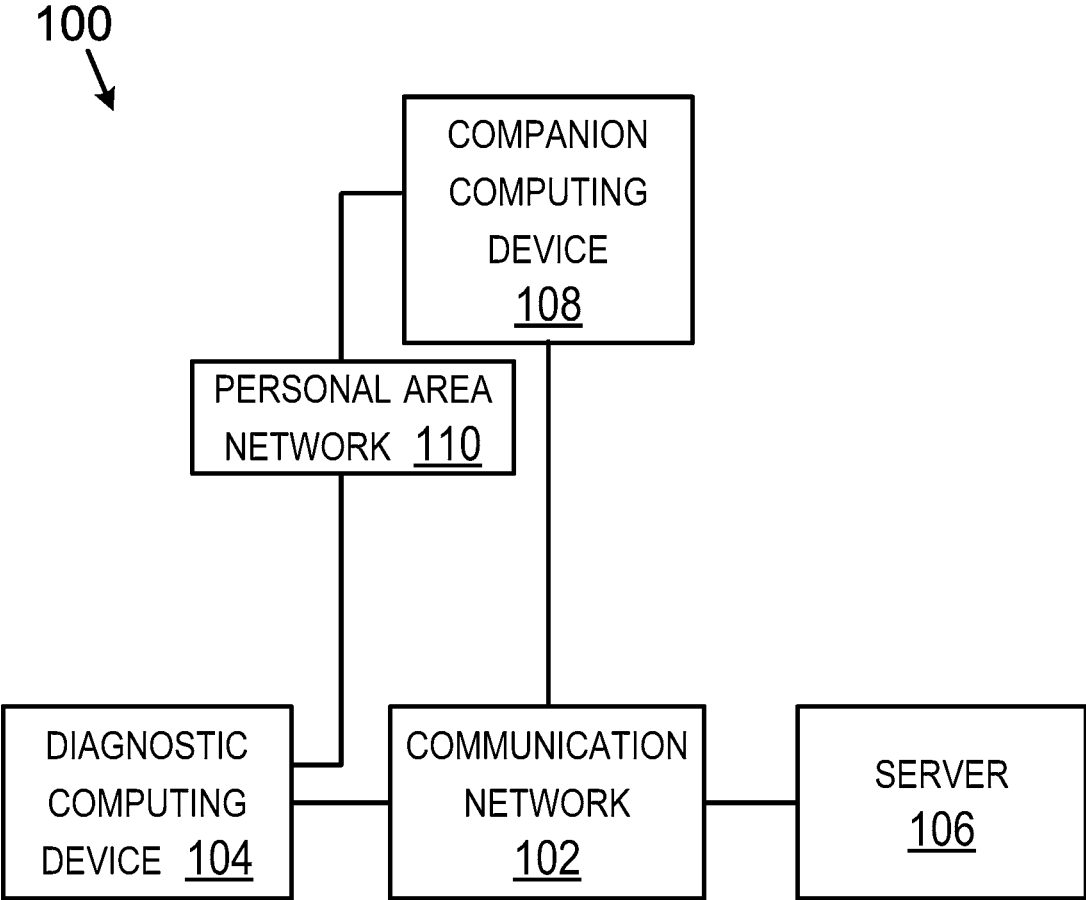 100
COMPANION
COMPUTING
DEVICE
108
PERSONAL AREA
NETWORK 110
DIAGNOSTIC
COMPUTING
DEVICE 104
COMMUNICATION
NETWORK
102
SERVER
106